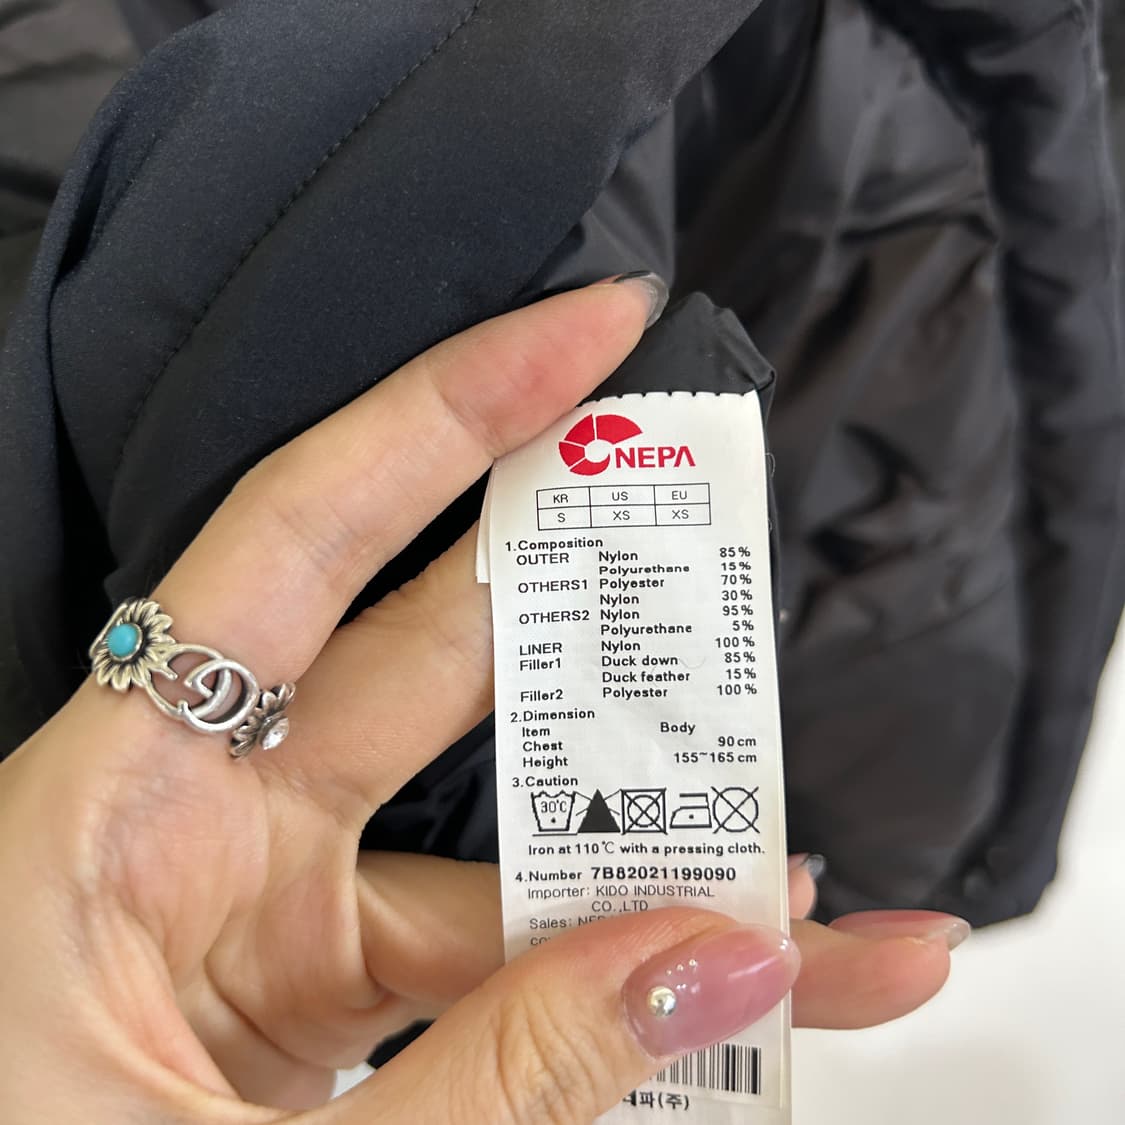 NEPA
KR US EU
S XS XS
1.Composition
OUTER Nylon 85%
Polyurethane 15%
OTHERS1 Polyester 70%
Nylon 30%
OTHERS2 Nylon 95%
Polyurethane 5%
LINER Nylon 100%
Filler1 Duck down 85%
Duck feather 15%
Filler2 Polyester 100%
2.Dimension
Item Body
Chest 90cm
Height 155~165cm
3.Caution
30℃
Iron at 110℃ with a pressing cloth.
4.Number 7B82021199090
Importer: KIDO INDUSTRIAL
CO.,LTD
Sales:
파(주)